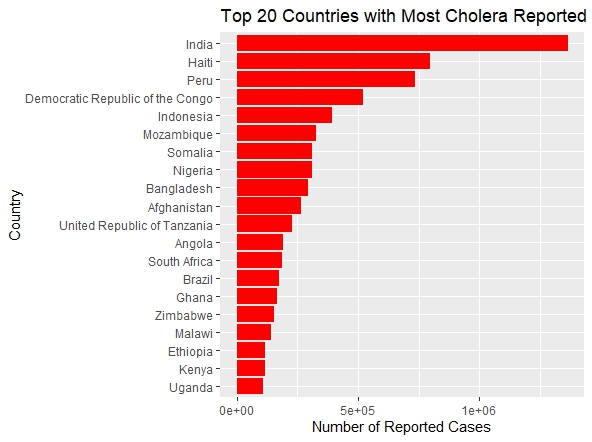 Top 20 Countries with Most Cholera Reported
India
Haiti
Peru
Democratic Republic of the Congo
Indonesia
Mozambique
Somalia
Nigeria
Bangladesh
Afghanistan
United Republic of Tanzania
Angola
South Africa
Brazil
Ghana
Zimbabwe
Malawi
Ethiopia
Kenya
Uganda
Country
0e+00 5e+05 1e+06
Number of Reported Cases